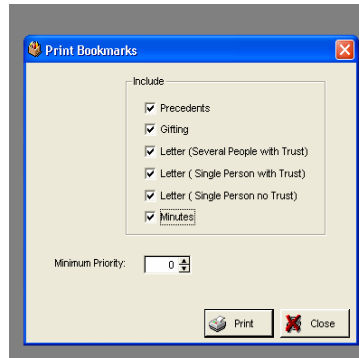 Print Bookmarks
Include
Precedents
Gifting
Letter (Several People with Trust)
Letter ( Single Person with Trust)
Letter ( Single Person no Trust)
Minutes
Minimum Priority: 0
Print Close